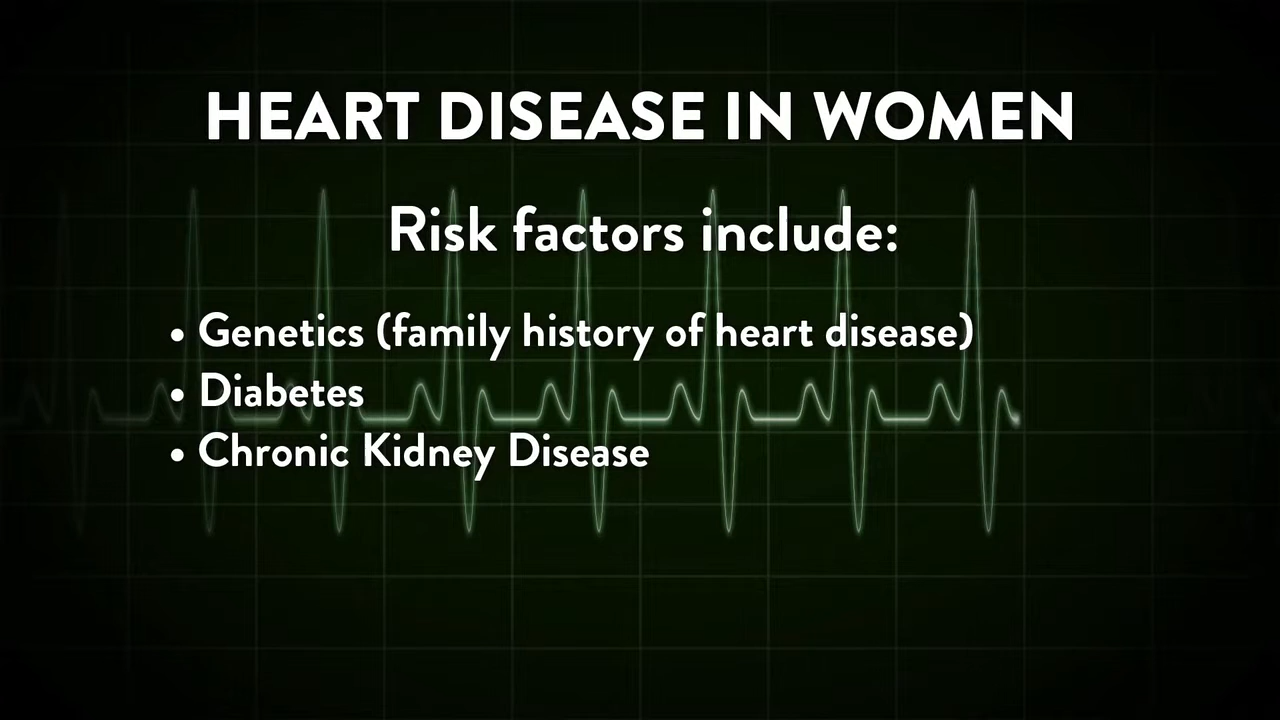 HEART DISEASE IN WOMEN
Risk factors include:
• Genetics (family history of heart disease)
• Diabetes
• Chronic Kidney Disease